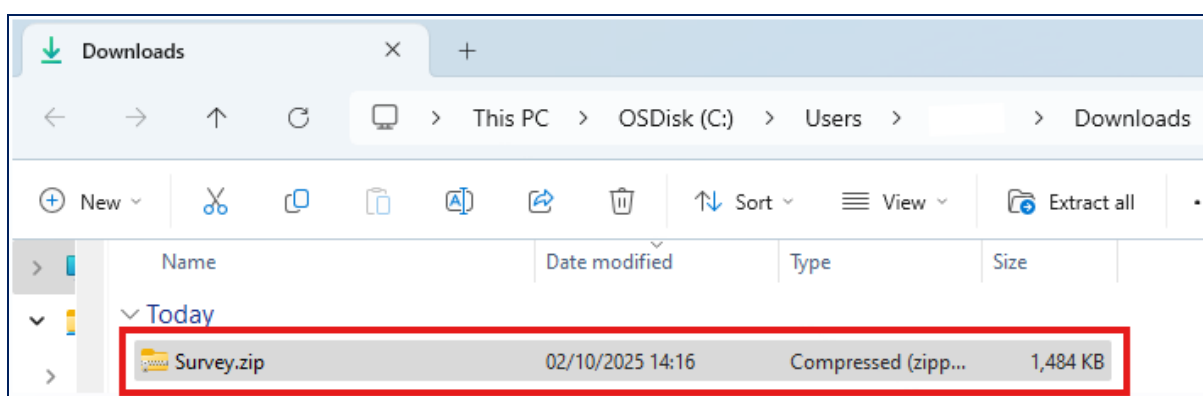 Downloads
This PC > OSDisk (C:) > Users > > Downloads
New Sort View Extract all
Name Date modified Type Size
Today
Survey.zip 02/10/2025 14:16 Compressed (zipp... 1,484 KB